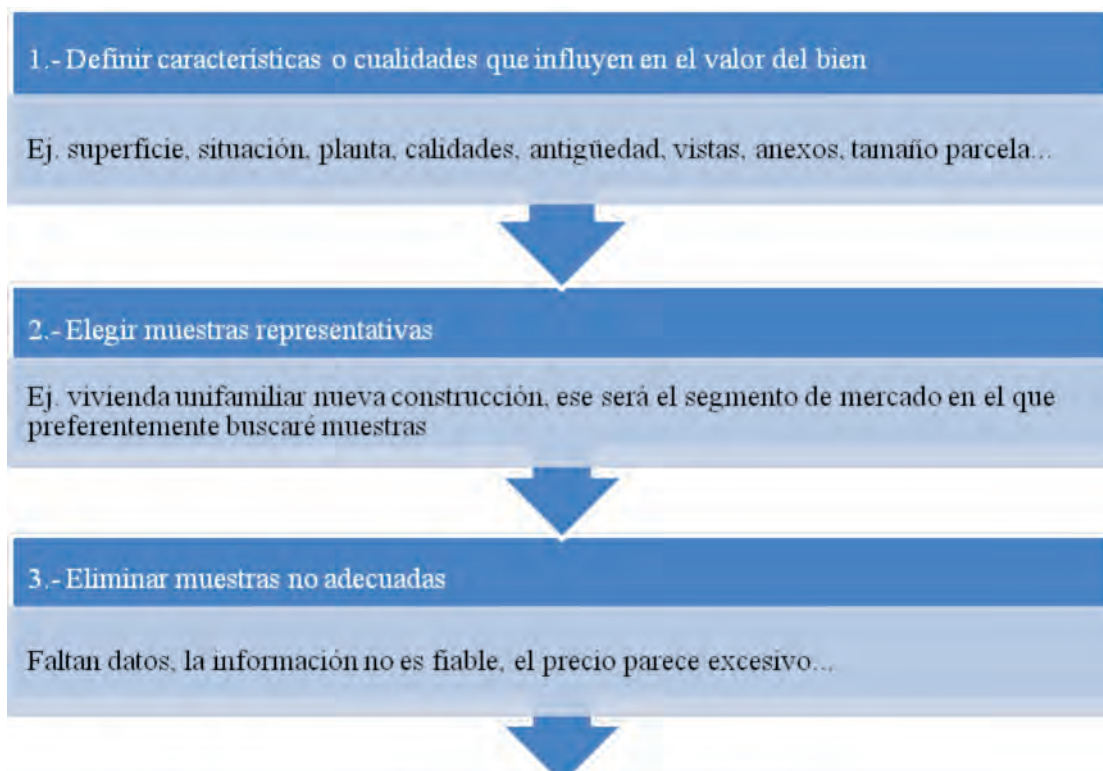 1.- Definir características o cualidades que influyen en el valor del bien
Ej. superficie, situación, planta, calidades, antigüedad, vistas, anexos, tamaño parcela...
2.- Elegir muestras representativas
Ej. vivienda unifamiliar nueva construcción, ese será el segmento de mercado en el que
preferentemente buscaré muestras
3.- Eliminar muestras no adecuadas
Faltan datos, la información no es fiable, el precio parece excesivo...